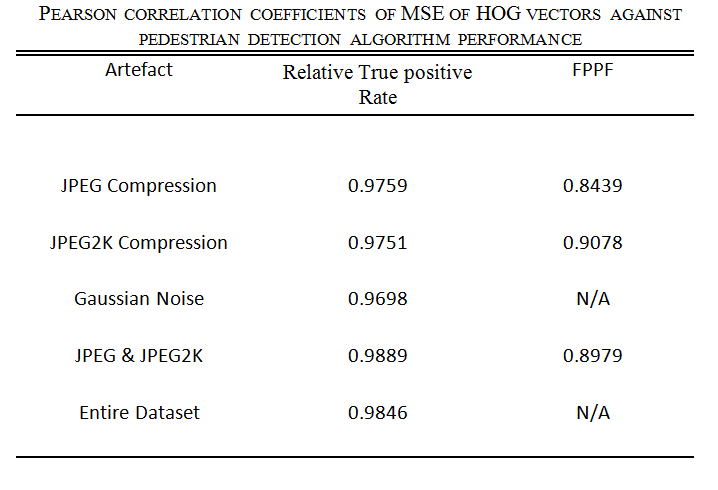 PEARSON CORRELATION COEFFICIENTS OF MSE OF HOG VECTORS AGAINST
PEDESTRIAN DETECTION ALGORITHM PERFORMANCE
Artefact Relative True positive Rate FPPF
JPEG Compression 0.9759 0.8439
JPEG2K Compression 0.9751 0.9078
Gaussian Noise 0.9698 N/A
JPEG & JPEG2K 0.9889 0.8979
Entire Dataset 0.9846 N/A